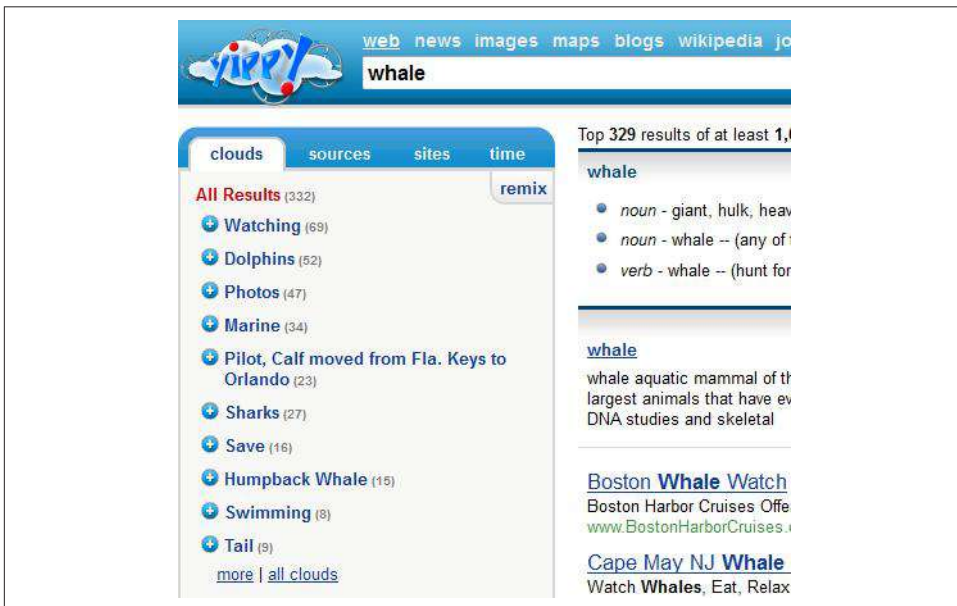 yippy!
web news images maps blogs wikipedia jo
whale
clouds sources sites time
remix
All Results (332)
Watching (69)
Dolphins (52)
Photos (47)
Marine (34)
Pilot, Calf moved from Fla. Keys to
Orlando (23)
Sharks (27)
Save (16)
Humpback Whale (15)
Swimming (8)
Tail (9)
more | all clouds
Top 329 results of at least 1,
whale
noun - giant, hulk, heav
noun - whale -- (any of
verb - whale -- (hunt for
whale
whale aquatic mammal of th
largest animals that have ev
DNA studies and skeletal
Boston Whale Watch
Boston Harbor Cruises Offe
www.BostonHarborCruises.
Cape May NJ Whale
Watch Whales, Eat, Relax